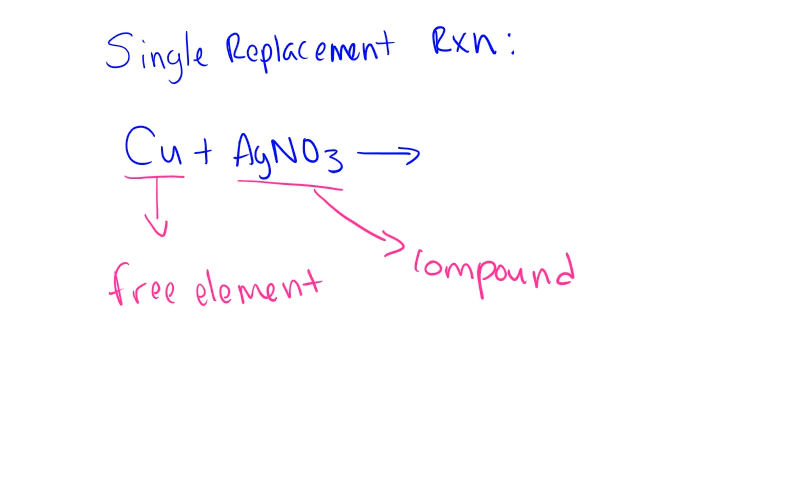 Single Replacement Rxn:
Cu + AgNO3 →
free element
compound